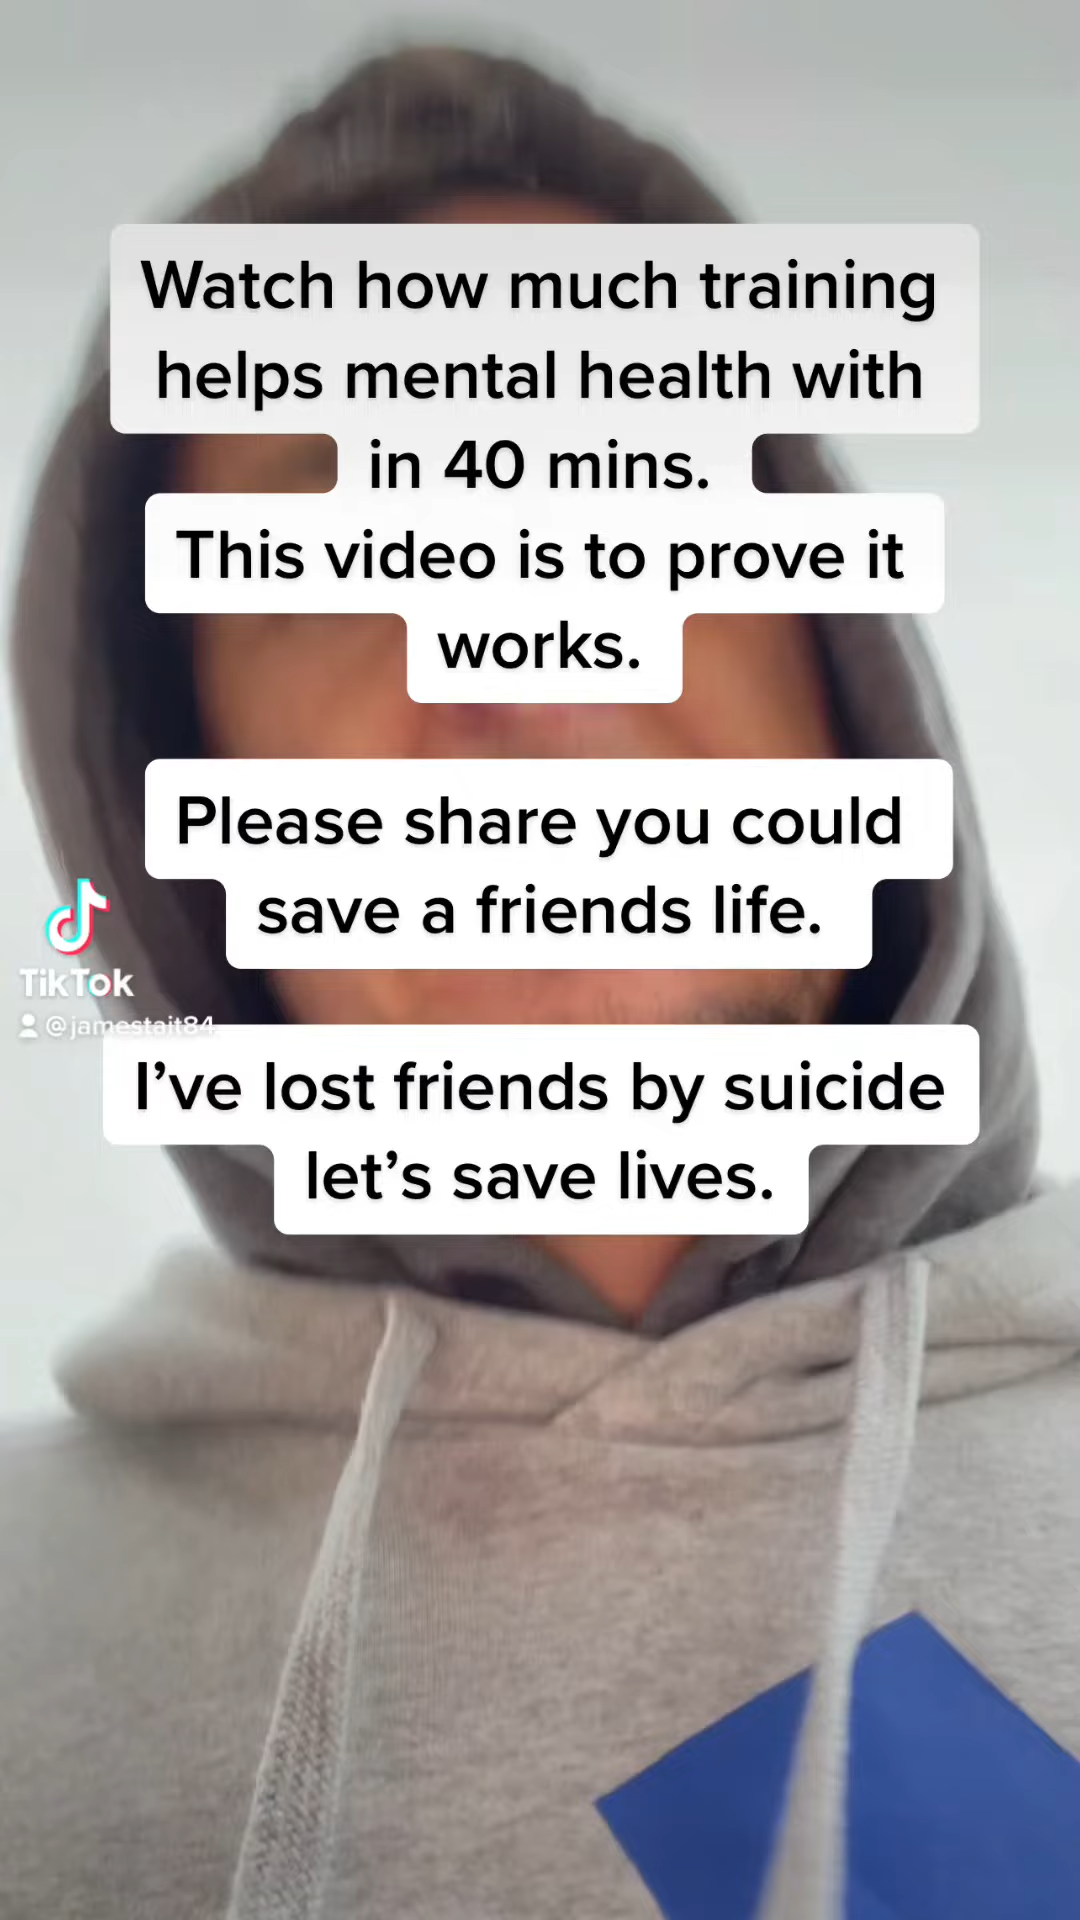 Watch how much training
helps mental health with
in 40 mins.
This video is to prove it
works.
Please share you could
save a friends life.
TikTok
@jamestait84
I’ve lost friends by suicide
let’s save lives.